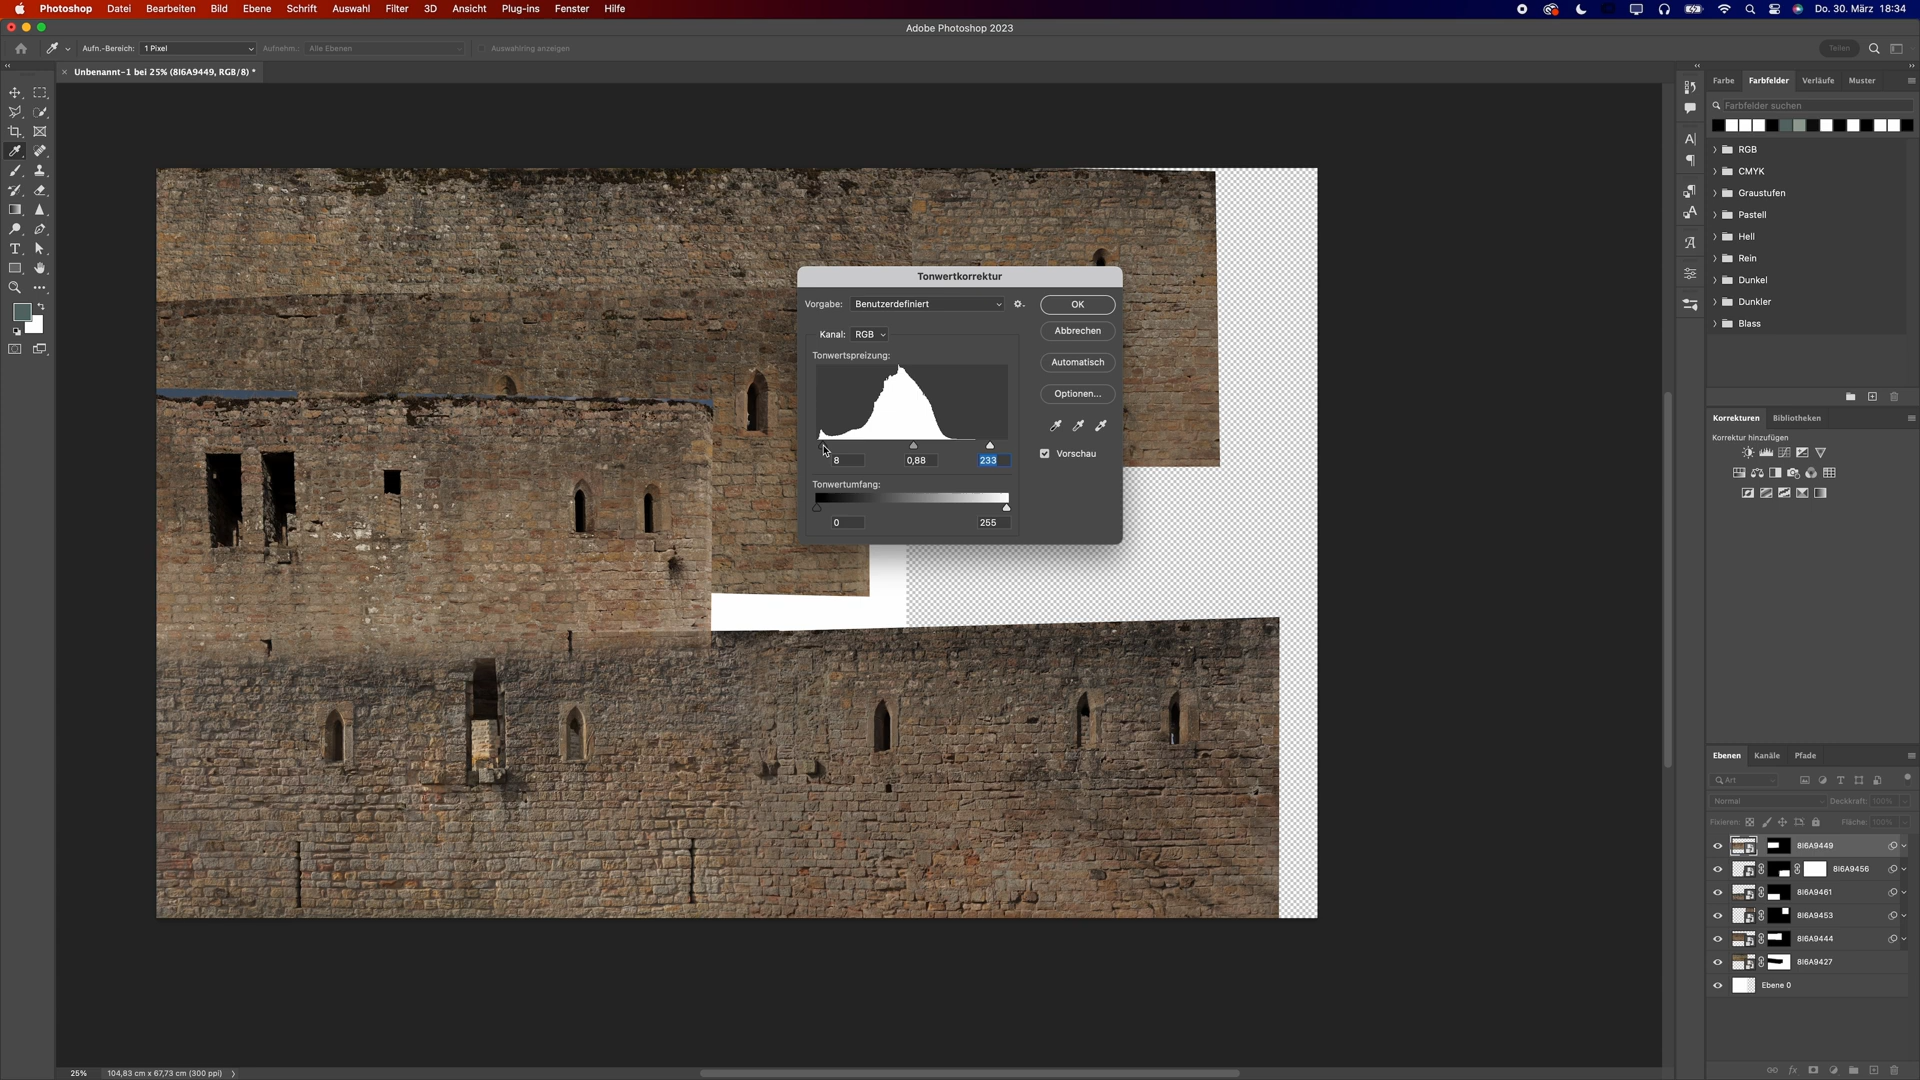 Photoshop Datei Bearbeiten Bild Ebene Schrift Auswahl Filter 3D Ansicht Plug-ins Fenster Hilfe
Do. 30. März 18:34
Adobe Photoshop 2023
Aufn.-Bereich: 1 Pixel Aufnehm.: Alle Ebenen Auswahlring anzeigen
Teilen
Unbenannt-1 bei 25% (8I6A9449, RGB/8) *
Farbe Farbfelder Verläufe Muster
Farbfelder suchen
RGB
CMYK
Graustufen
Pastell
Hell
Rein
Dunkel
Dunkler
Blass
Tonwertkorrektur
Vorgabe: Benutzerdefiniert
OK
Kanal: RGB
Abbrechen
Tonwertspreizung:
Automatisch
Optionen...
Vorschau
8 0,88 233
Tonwertumfang:
0 255
Korrekturen Bibliotheken
Korrektur hinzufügen
Ebenen Kanäle Pfade
Art
Normal Deckkraft: 100%
Fixieren: Fläche: 100%
8I6A9449
8I6A9456
8I6A9461
8I6A9453
8I6A9444
8I6A9427
Ebene 0
fx
25% 104,83 cm x 67,73 cm (300 ppi)